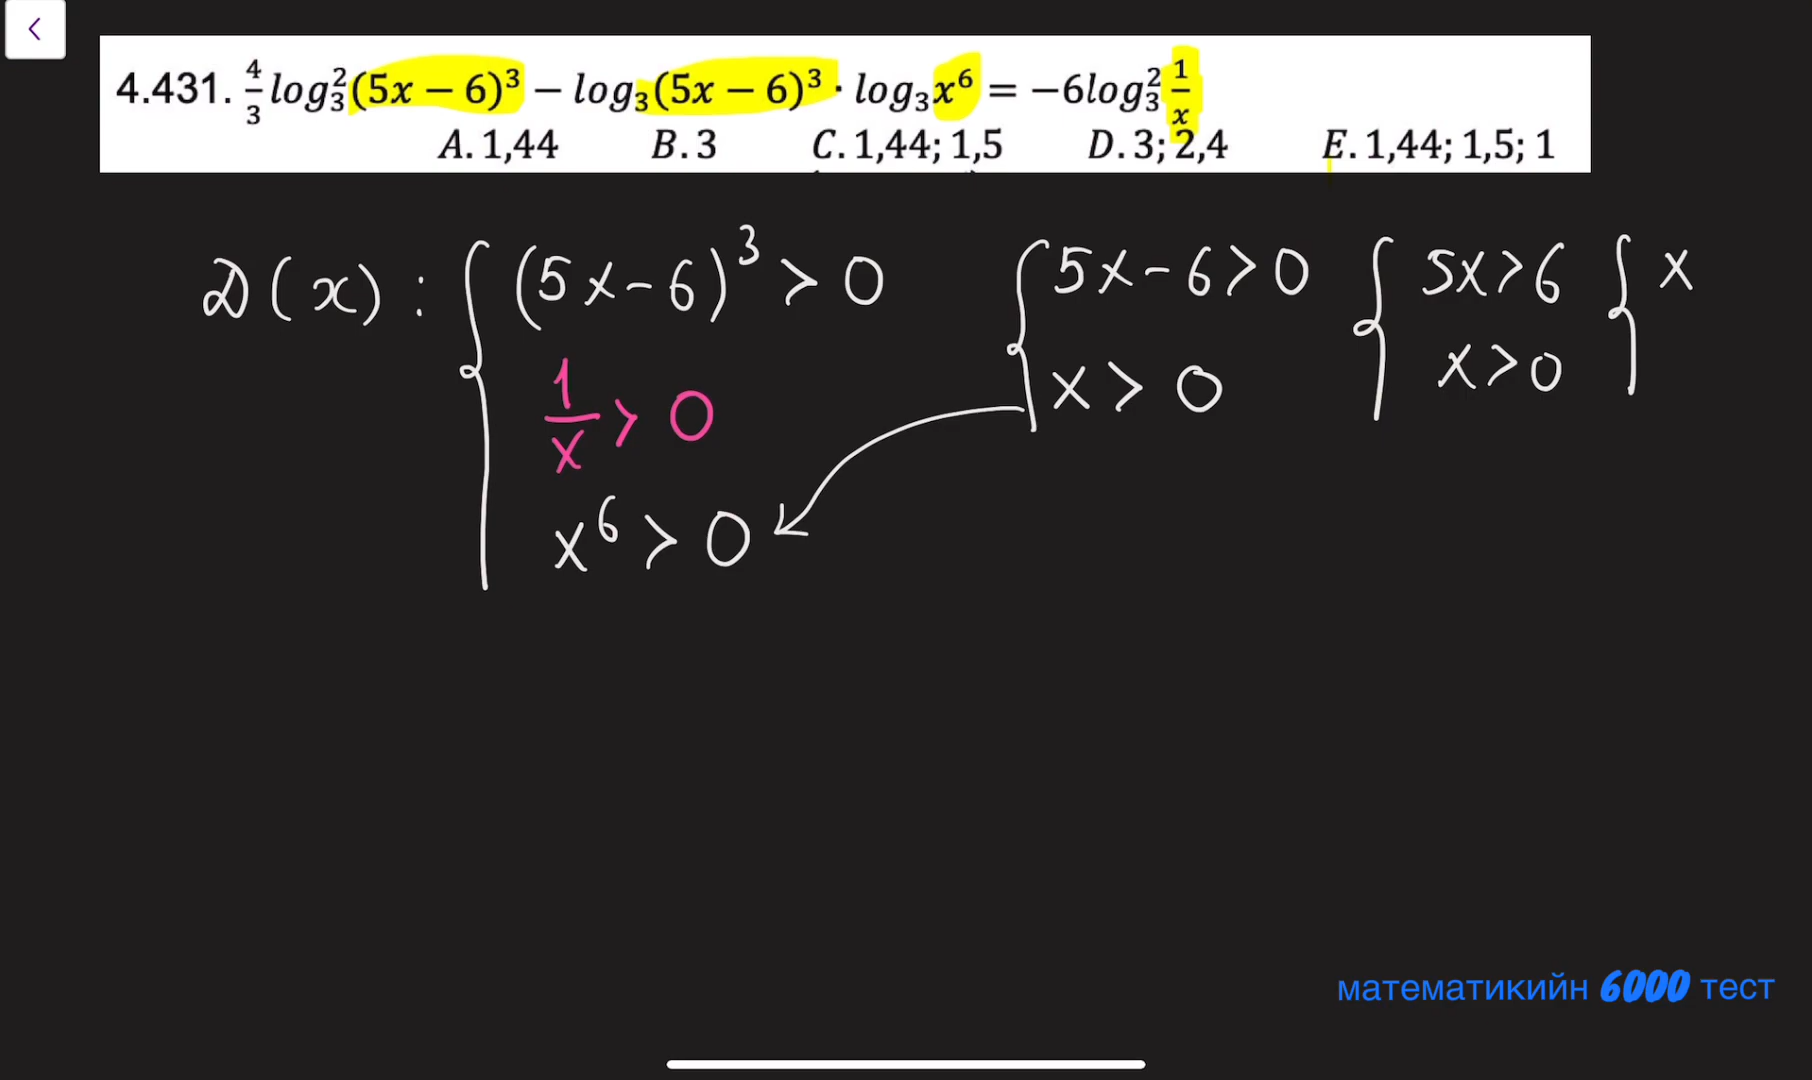 4.431. 4/3 log₃²(5x − 6)³ − log₃(5x − 6)³ · log₃x⁶ = −6log₃² 1/x
A. 1,44 B. 3 C. 1,44; 1,5 D. 3; 2,4 E. 1,44; 1,5; 1
D(x) : { (5x-6)³ > 0 { 5x-6>0 { 5x>6 { x
1/x > 0 x > 0 x>0
x⁶ > 0
математикийн 6000 тест